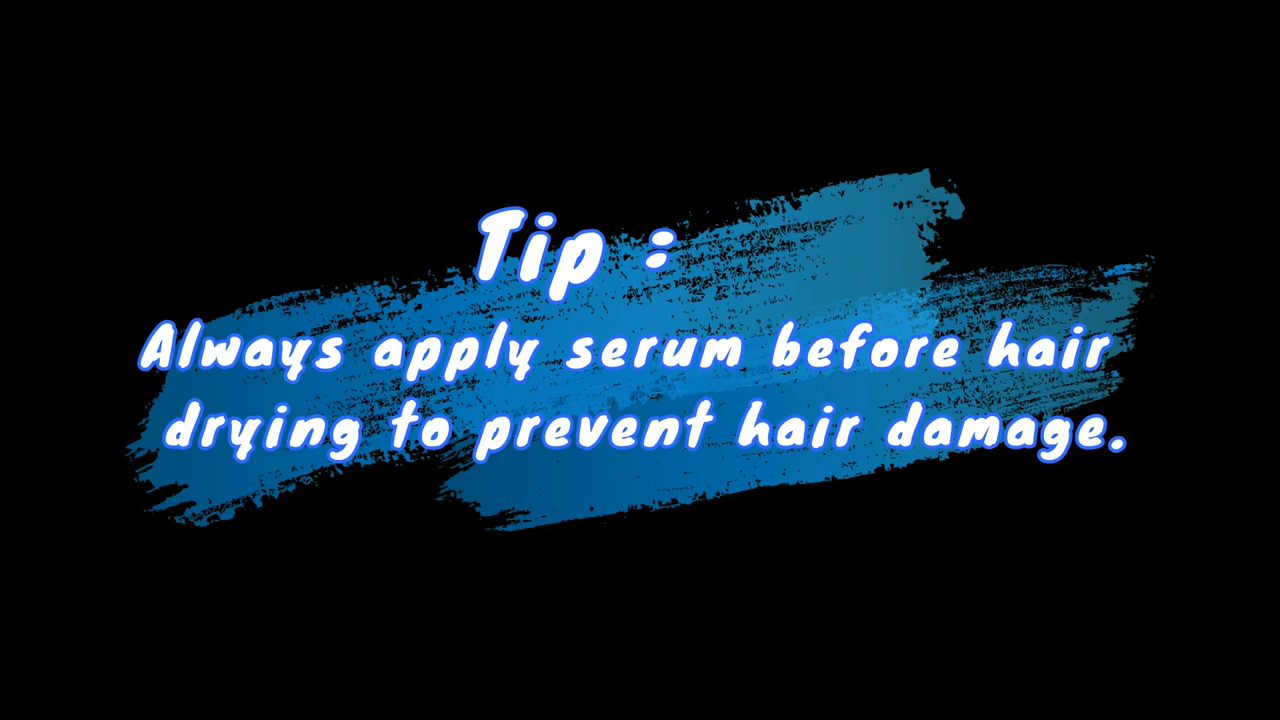 Tip :
Always apply serum before hair
drying to prevent hair damage.